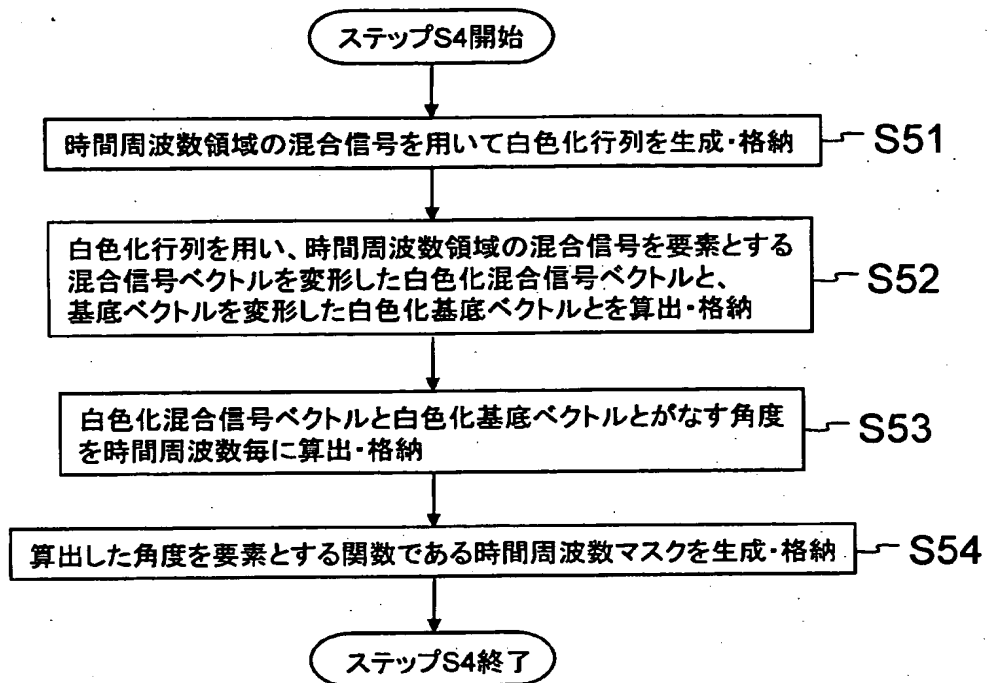 ステップS4開始
時間周波数領域の混合信号を用いて白色化行列を生成・格納
S51
白色化行列を用い、時間周波数領域の混合信号を要素とする
混合信号ベクトルを変形した白色化混合信号ベクトルと、
基底ベクトルを変形した白色化基底ベクトルとを算出・格納
S52
白色化混合信号ベクトルと白色化基底ベクトルとがなす角度
を時間周波数毎に算出・格納
S53
算出した角度を要素とする関数である時間周波数マスクを生成・格納
S54
ステップS4終了